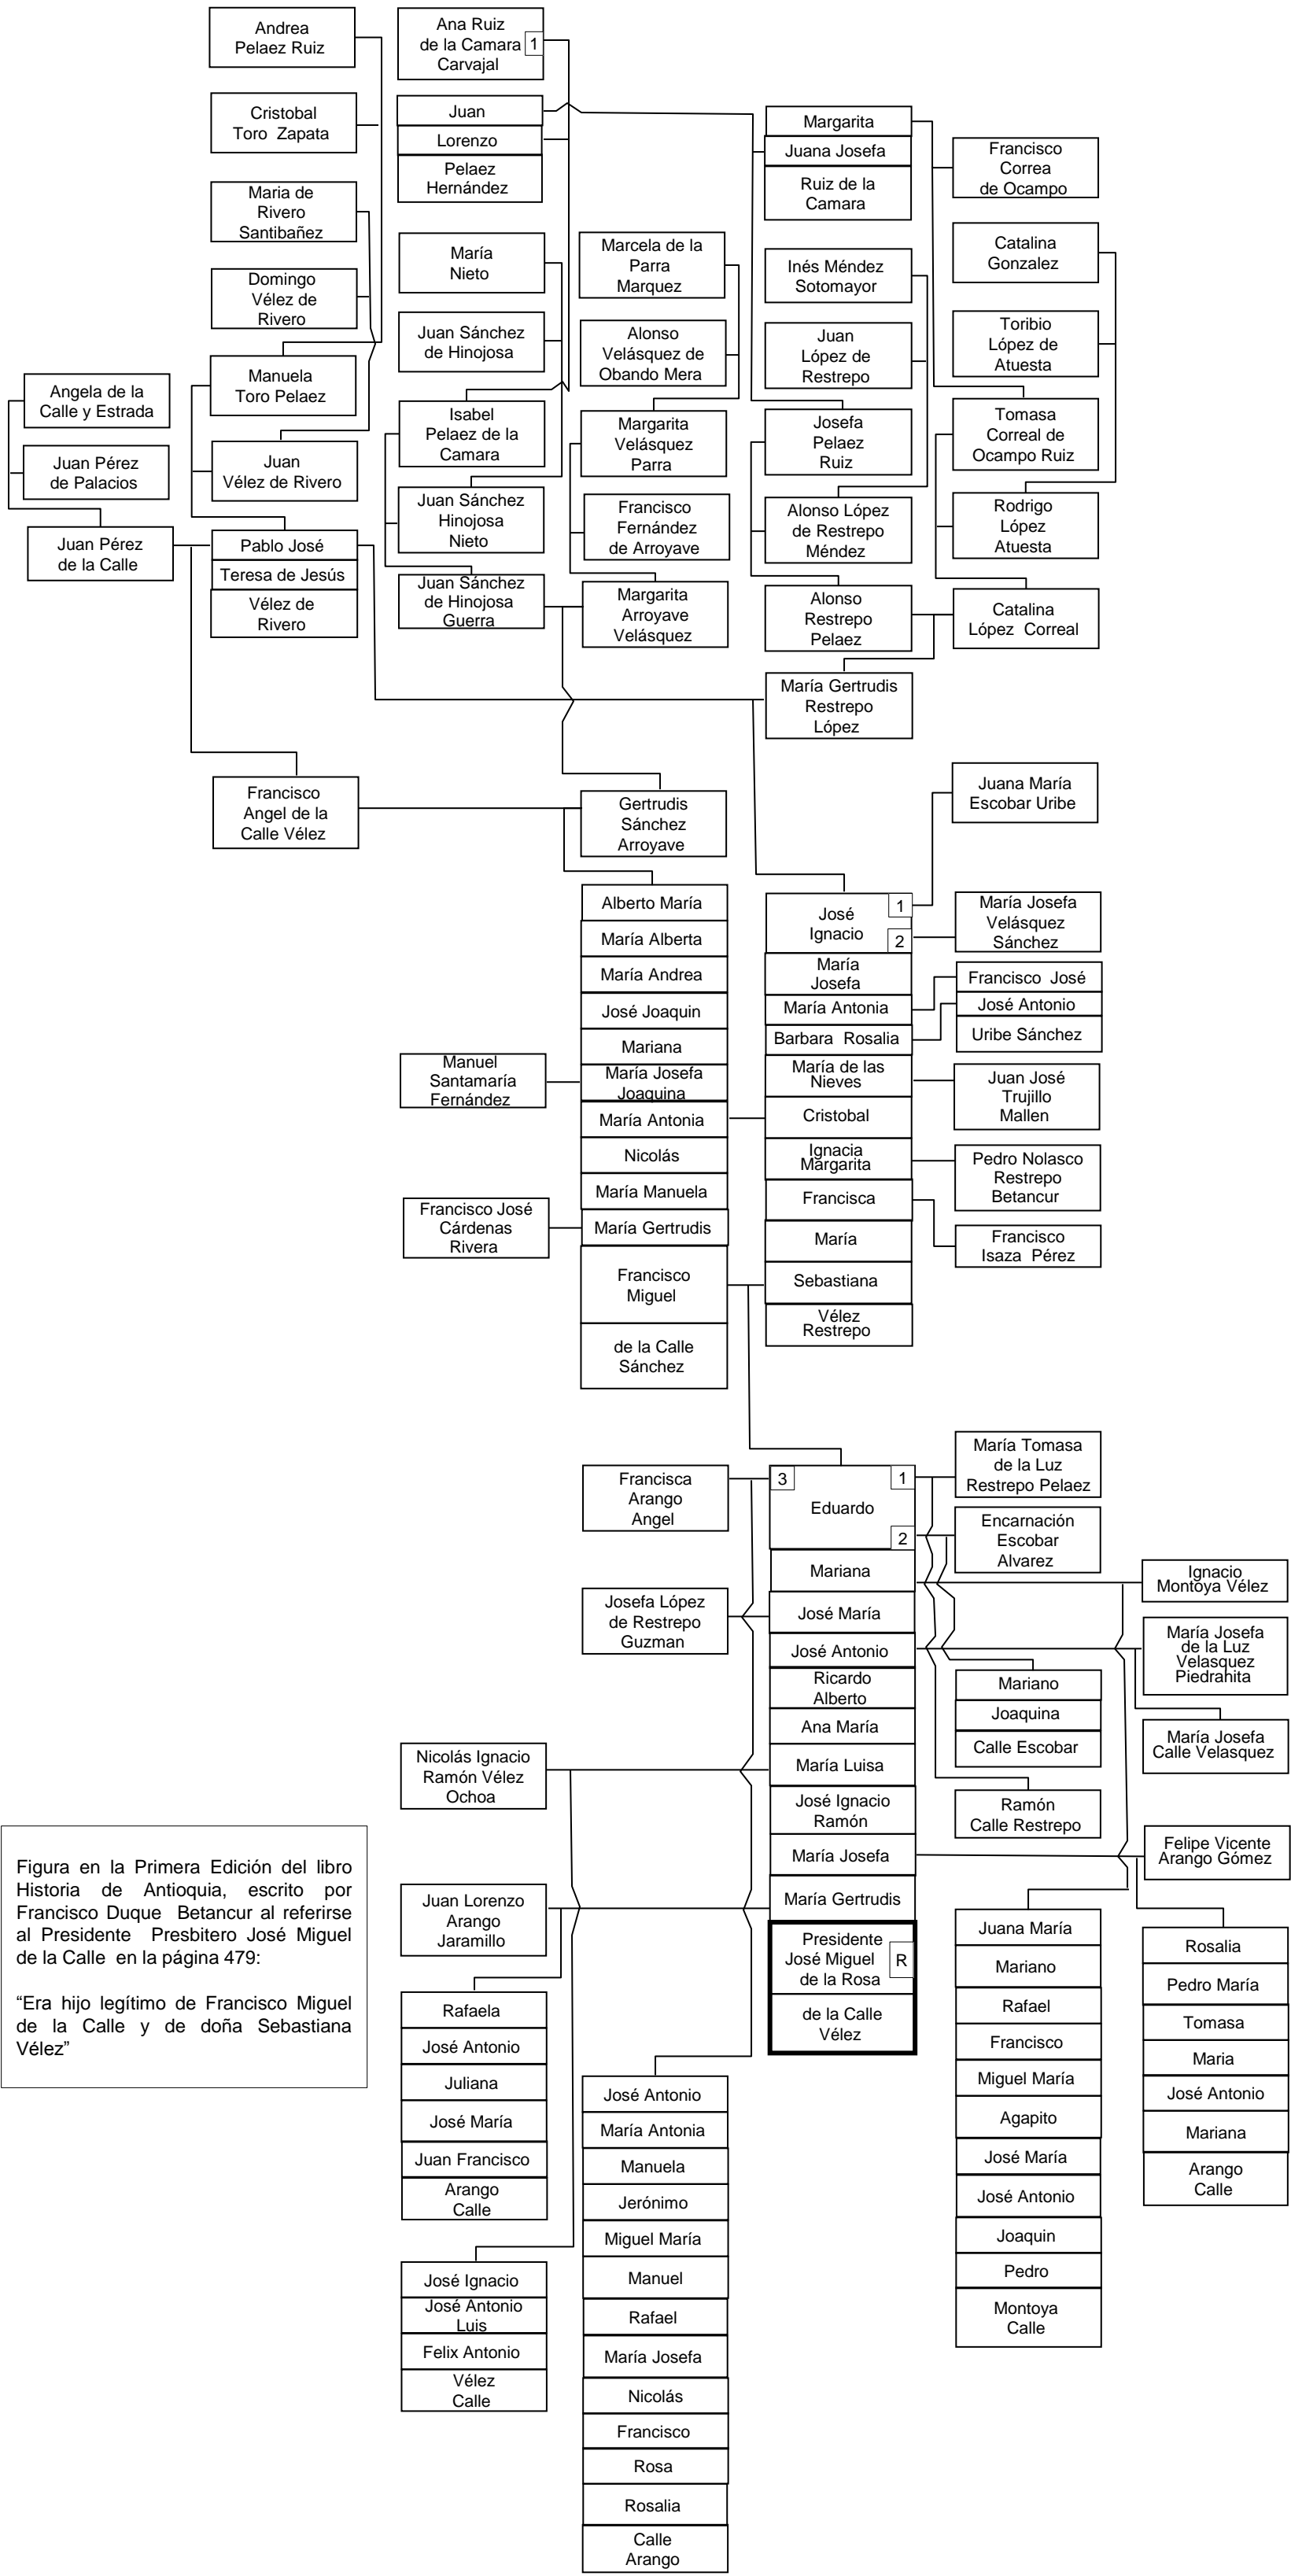 Andrea
Pelaez Ruiz
Ana Ruiz
de la Camara
Carvajal
1
Cristobal
Toro Zapata
Juan
Lorenzo
Pelaez
Hernández
Margarita
Juana Josefa
Ruiz de la
Camara
Francisco
Correa
de Ocampo
Maria de
Rivero
Santibañez
María
Nieto
Marcela de la
Parra
Marquez
Inés Méndez
Sotomayor
Catalina
Gonzalez
Domingo
Vélez de
Rivero
Juan Sánchez
de Hinojosa
Alonso
Velásquez de
Obando Mera
Juan
López de
Restrepo
Toribio
López de
Atuesta
Angela de la
Calle y Estrada
Manuela
Toro Pelaez
Isabel
Pelaez de la
Camara
Margarita
Velásquez
Parra
Josefa
Pelaez
Ruiz
Tomasa
Correal de
Ocampo Ruiz
Juan Pérez
de Palacios
Juan
Vélez de Rivero
Juan Sánchez
Hinojosa
Nieto
Francisco
Fernández
de Arroyave
Alonso López
de Restrepo
Méndez
Rodrigo
López
Atuesta
Juan Pérez
de la Calle
Pablo José
Teresa de Jesús
Vélez de
Rivero
Juan Sánchez
de Hinojosa
Guerra
Margarita
Arroyave
Velásquez
Alonso
Restrepo
Pelaez
Catalina
López Correal
María Gertrudis
Restrepo
López
Francisco
Angel de la
Calle Vélez
Gertrudis
Sánchez
Arroyave
Juana María
Escobar Uribe
Alberto María
María Alberta
María Andrea
José Joaquin
Mariana
María Josefa
Joaquina
María Antonia
Nicolás
María Manuela
María Gertrudis
Francisco
Miguel
de la Calle
Sánchez
Manuel
Santamaría
Fernández
Francisco José
Cárdenas
Rivera
José
Ignacio
1
2
María
Josefa
María Antonia
Barbara Rosalia
María de las
Nieves
Cristobal
Ignacia
Margarita
Francisca
María
Sebastiana
Vélez
Restrepo
María Josefa
Velásquez
Sánchez
Francisco José
José Antonio
Uribe Sánchez
Juan José
Trujillo
Mallen
Pedro Nolasco
Restrepo
Betancur
Francisco
Isaza Pérez
Francisca
Arango
Angel
3
1
Eduardo
2
Mariana
José María
José Antonio
Ricardo
Alberto
Ana María
María Luisa
José Ignacio
Ramón
María Josefa
María Gertrudis
Presidente
José Miguel
de la Rosa
R
de la Calle
Vélez
María Tomasa
de la Luz
Restrepo Pelaez
Encarnación
Escobar
Alvarez
Ignacio
Montoya Vélez
Josefa López
de Restrepo
Guzman
María Josefa
de la Luz
Velasquez
Piedrahita
Mariano
Joaquina
Calle Escobar
María Josefa
Calle Velasquez
Nicolás Ignacio
Ramón Vélez
Ochoa
Ramón
Calle Restrepo
Felipe Vicente
Arango Gómez
Juan Lorenzo
Arango
Jaramillo
Figura en la Primera Edición del libro
Historia de Antioquia, escrito por
Francisco Duque Betancur al referirse
al Presidente Presbitero José Miguel
de la Calle en la página 479:
“Era hijo legítimo de Francisco Miguel
de la Calle y de doña Sebastiana
Vélez”
Rafaela
José Antonio
Juliana
José María
Juan Francisco
Arango
Calle
José Ignacio
José Antonio
Luis
Felix Antonio
Vélez
Calle
José Antonio
María Antonia
Manuela
Jerónimo
Miguel María
Manuel
Rafael
María Josefa
Nicolás
Francisco
Rosa
Rosalia
Calle
Arango
Juana María
Mariano
Rafael
Francisco
Miguel María
Agapito
José María
José Antonio
Joaquin
Pedro
Montoya
Calle
Rosalia
Pedro María
Tomasa
Maria
José Antonio
Mariana
Arango
Calle